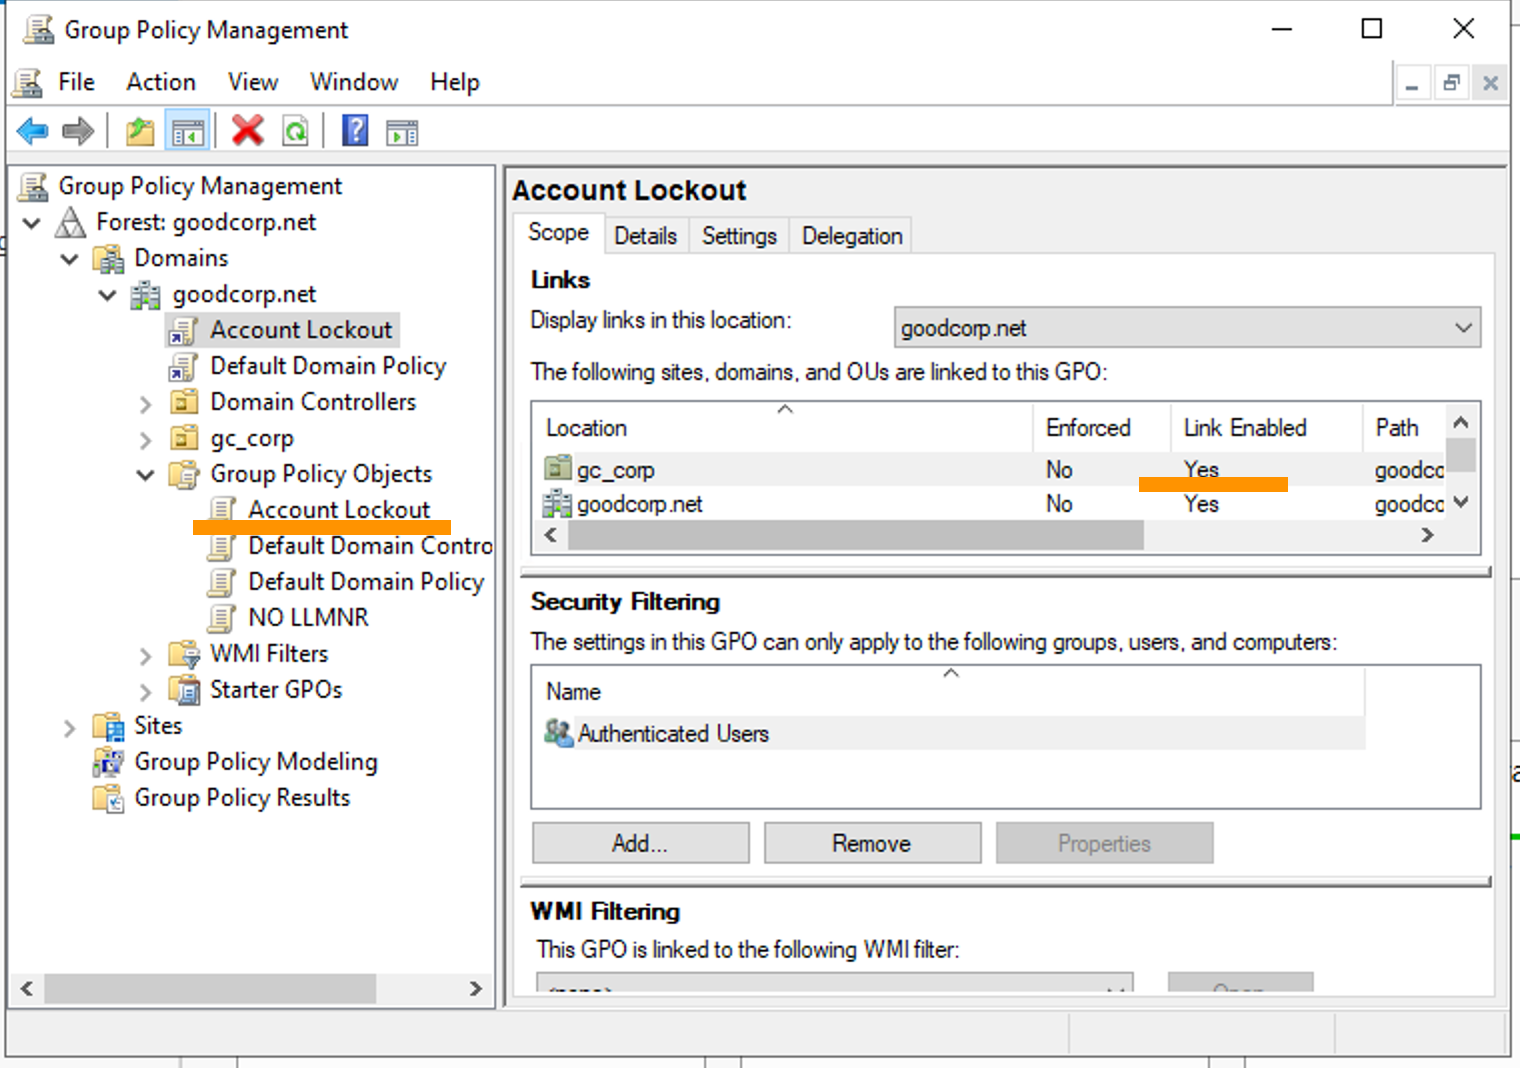 Group Policy Management
File Action View Window Help
Group Policy Management
Forest: goodcorp.net
Domains
goodcorp.net
Account Lockout
Default Domain Policy
Domain Controllers
gc_corp
Group Policy Objects
Account Lockout
Default Domain Contro
Default Domain Policy
NO LLMNR
WMI Filters
Starter GPOs
Sites
Group Policy Modeling
Group Policy Results
Account Lockout
Scope Details Settings Delegation
Links
Display links in this location: goodcorp.net
The following sites, domains, and OUs are linked to this GPO:
Location Enforced Link Enabled Path
gc_corp No Yes goodco
goodcorp.net No Yes goodco
Security Filtering
The settings in this GPO can only apply to the following groups, users, and computers:
Name
Authenticated Users
Add... Remove Properties
WMI Filtering
This GPO is linked to the following WMI filter: